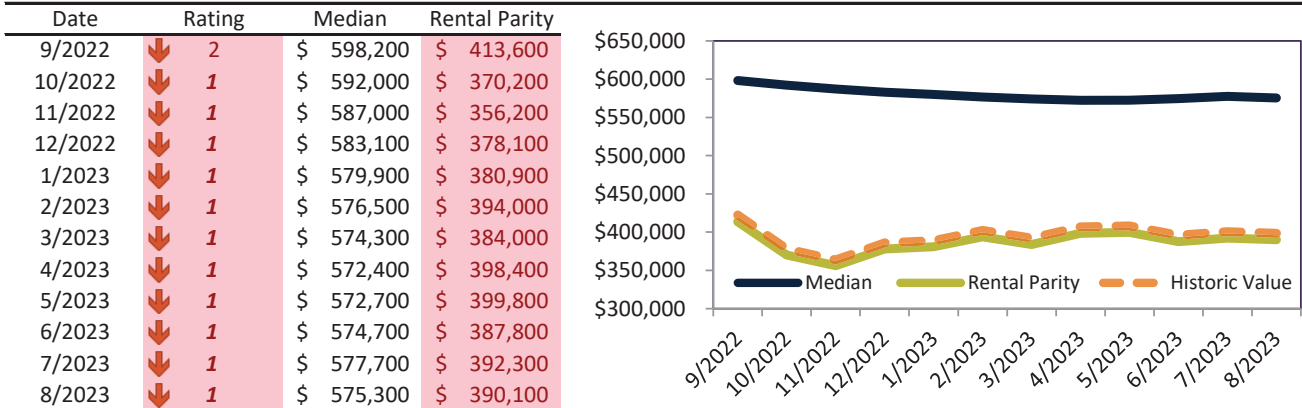 Date Rating Median Rental Parity
9/2022 2 $ 598,200 $ 413,600
10/2022 1 $ 592,000 $ 370,200
11/2022 1 $ 587,000 $ 356,200
12/2022 1 $ 583,100 $ 378,100
1/2023 1 $ 579,900 $ 380,900
2/2023 1 $ 576,500 $ 394,000
3/2023 1 $ 574,300 $ 384,000
4/2023 1 $ 572,400 $ 398,400
5/2023 1 $ 572,700 $ 399,800
6/2023 1 $ 574,700 $ 387,800
7/2023 1 $ 577,700 $ 392,300
8/2023 1 $ 575,300 $ 390,100
$650,000
$600,000
$550,000
$500,000
$450,000
$400,000
$350,000
$300,000
Median Rental Parity Historic Value
9/2022 10/2022 11/2022 12/2022 1/2023 2/2023 3/2023 4/2023 5/2023 6/2023 7/2023 8/2023